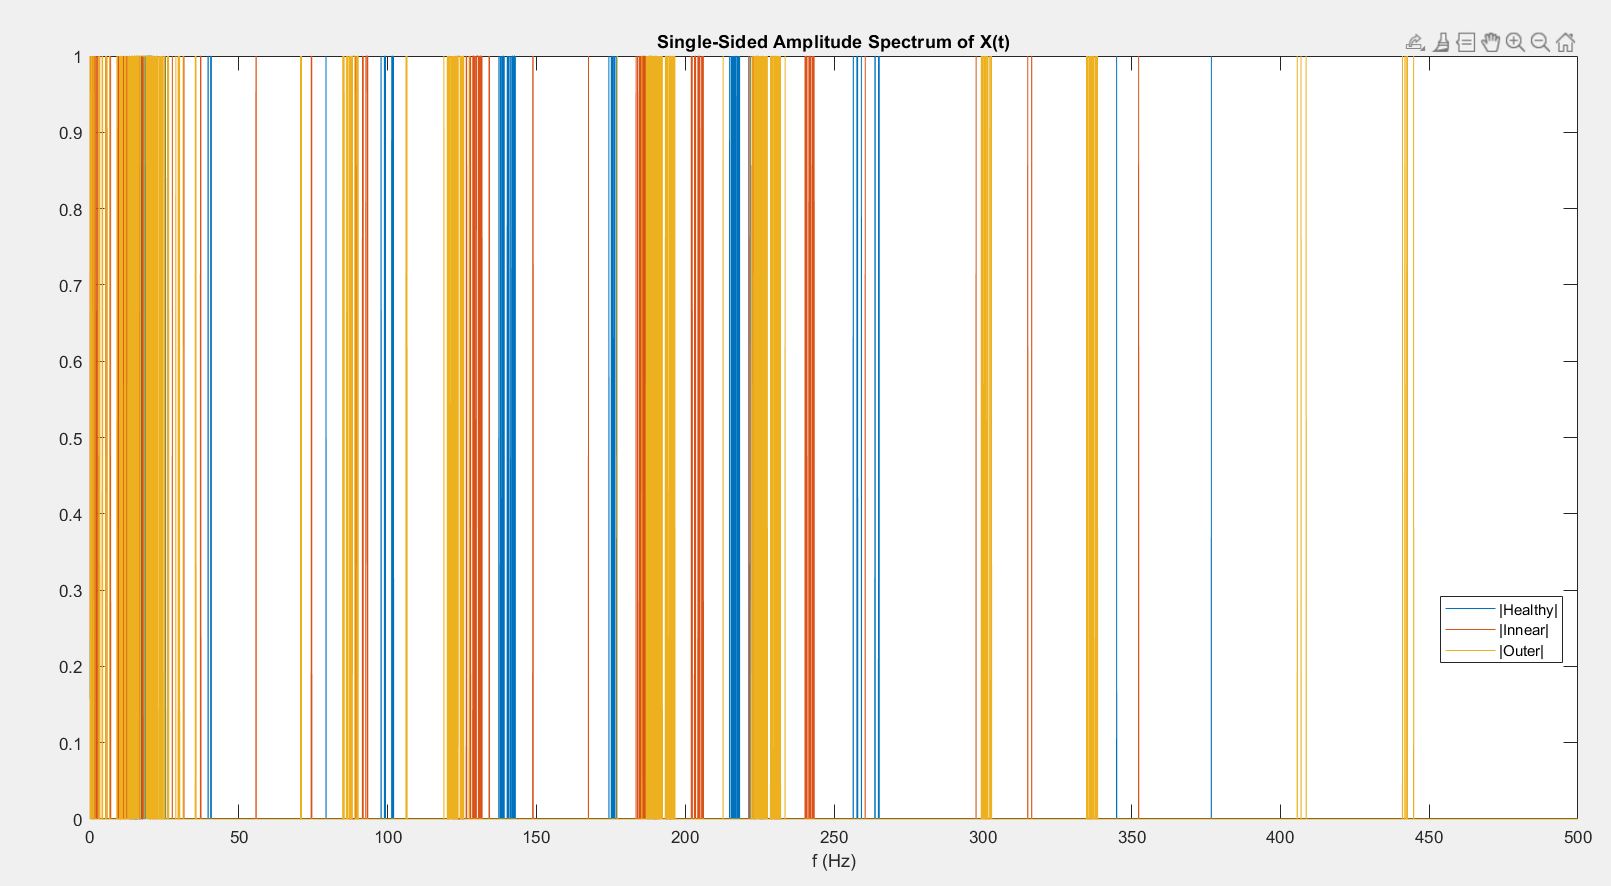 Single-Sided Amplitude Spectrum of X(t)
1
0.9
0.8
0.7
0.6
0.5
0.4
0.3
0.2
0.1
0
0 50 100 150 200 250 300 350 400 450 500
f (Hz)
|Healthy|
|Innear|
|Outer|